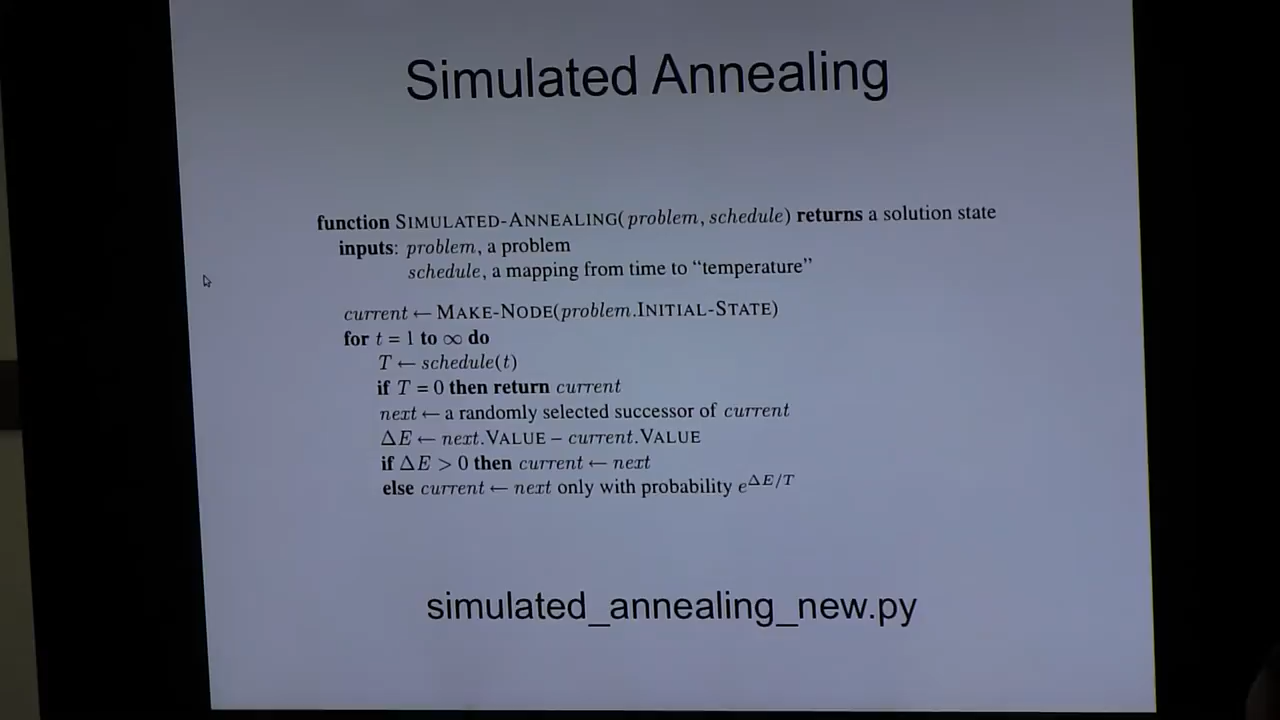 Simulated Annealing
function SIMULATED-ANNEALING(problem, schedule) returns a solution state
inputs: problem, a problem
schedule, a mapping from time to “temperature”
current ← MAKE-NODE(problem.INITIAL-STATE)
for t = 1 to ∞ do
T ← schedule(t)
if T = 0 then return current
next ← a randomly selected successor of current
ΔE ← next.VALUE – current.VALUE
if ΔE > 0 then current ← next
else current ← next only with probability e^ΔE/T
simulated_annealing_new.py